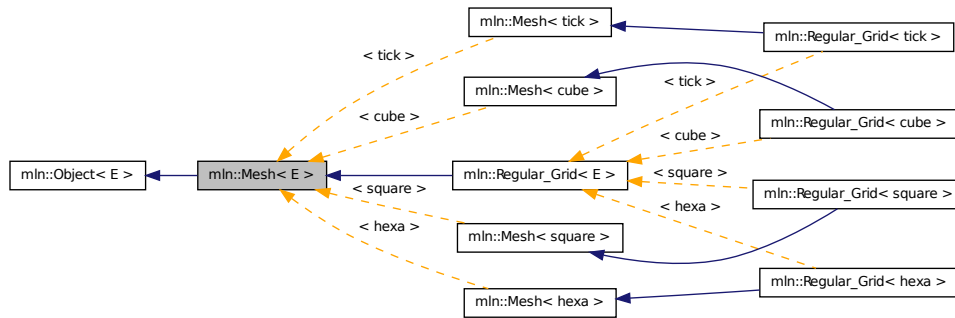 mln::Mesh< tick >
mln::Regular_Grid< tick >
< tick >
< tick >
mln::Mesh< cube >
< cube >
mln::Regular_Grid< cube >
< cube >
mln::Object< E >
mln::Mesh< E >
mln::Regular_Grid< E >
< square >
< square >
mln::Regular_Grid< square >
< hexa >
< hexa >
mln::Mesh< square >
mln::Regular_Grid< hexa >
mln::Mesh< hexa >